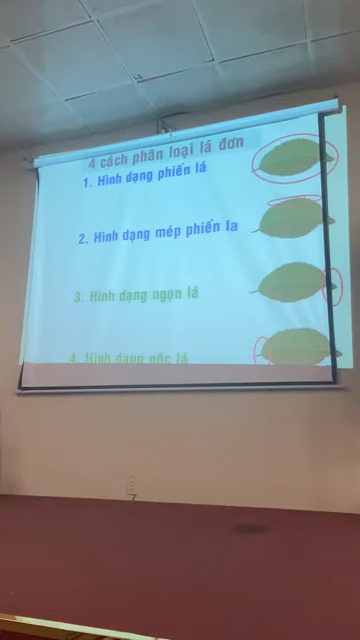 4 cách phân loại lá đơn
1. Hình dạng phiến lá
2. Hình dạng mép phiến la
3. Hình dạng ngọn lá
4. Hình dạng gốc lá